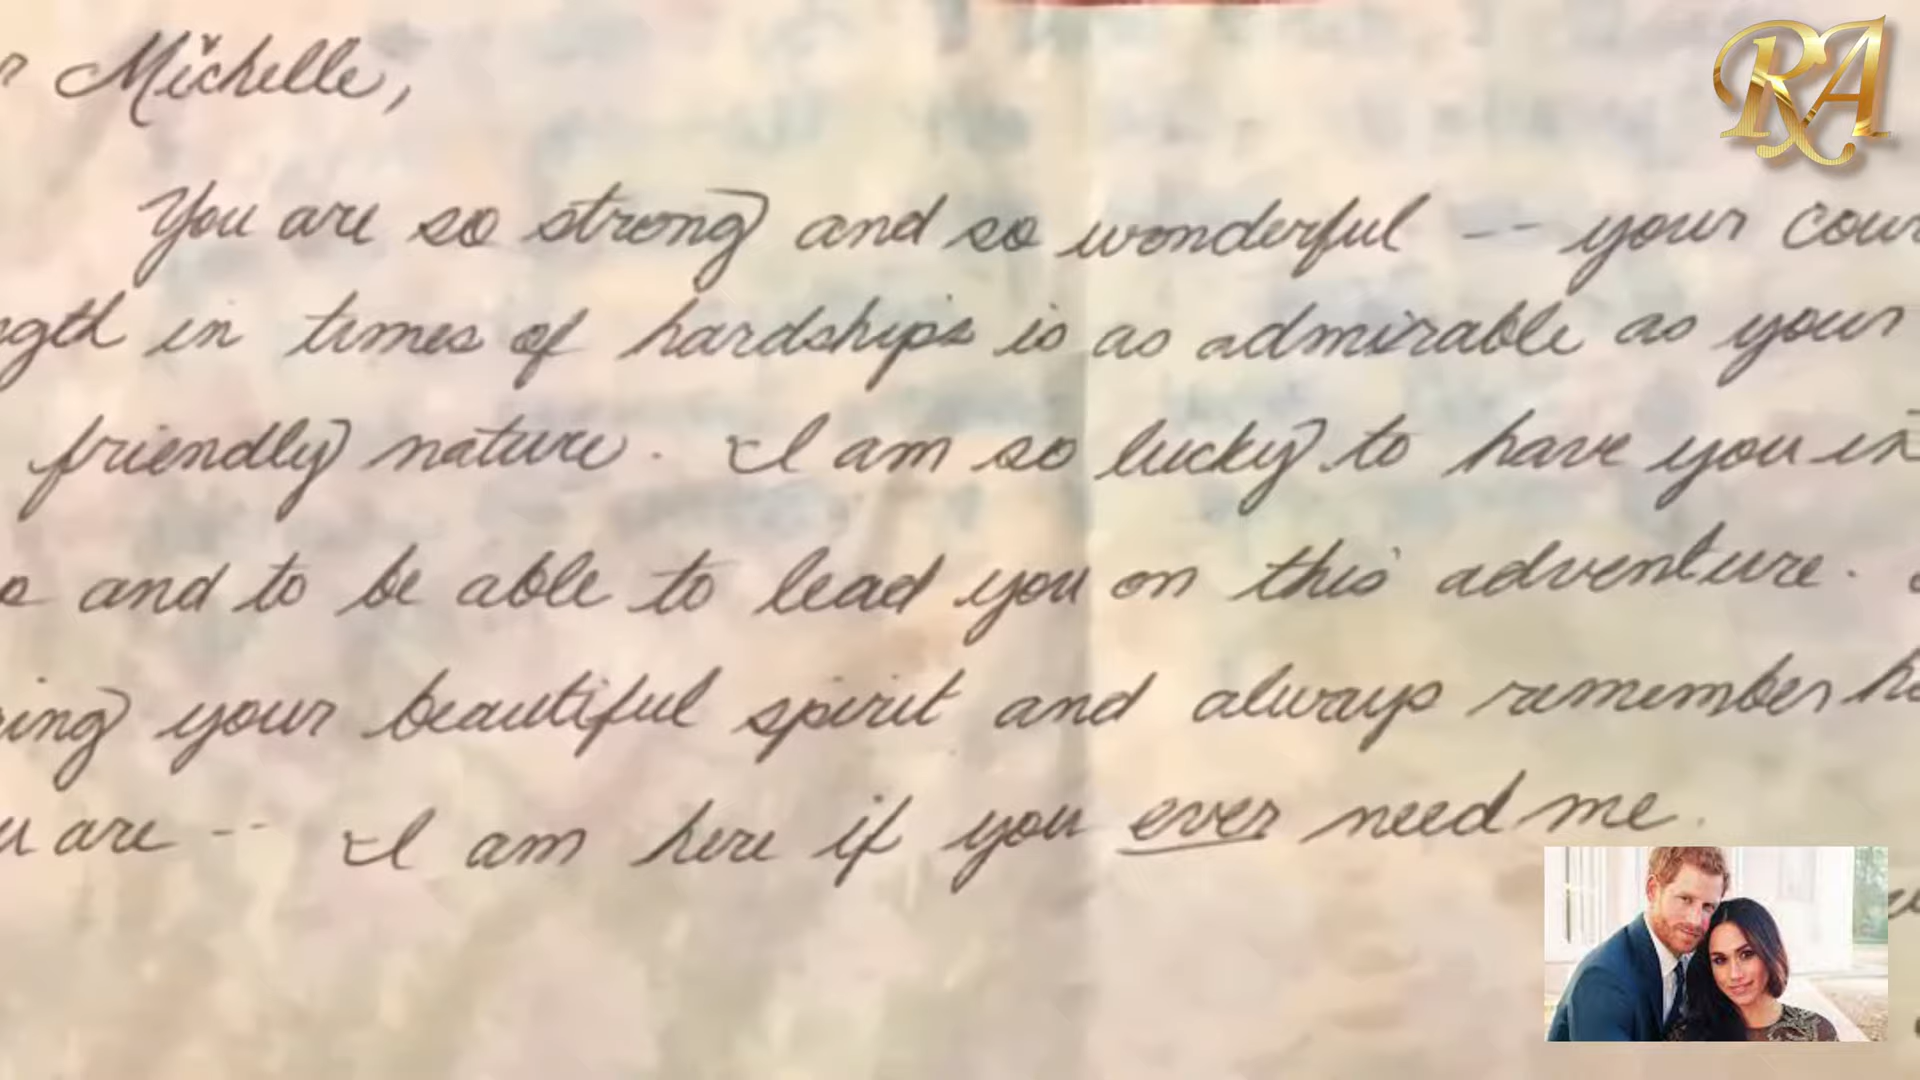 Michelle,
RA
You are so strong and so wonderful -- your
in times of hardships is as admirable as your
friendly nature. I am so lucky to have you in
and to be able to lead you on this adventure.
your beautiful spirit and always remember
are -- I am here if you ever need me.